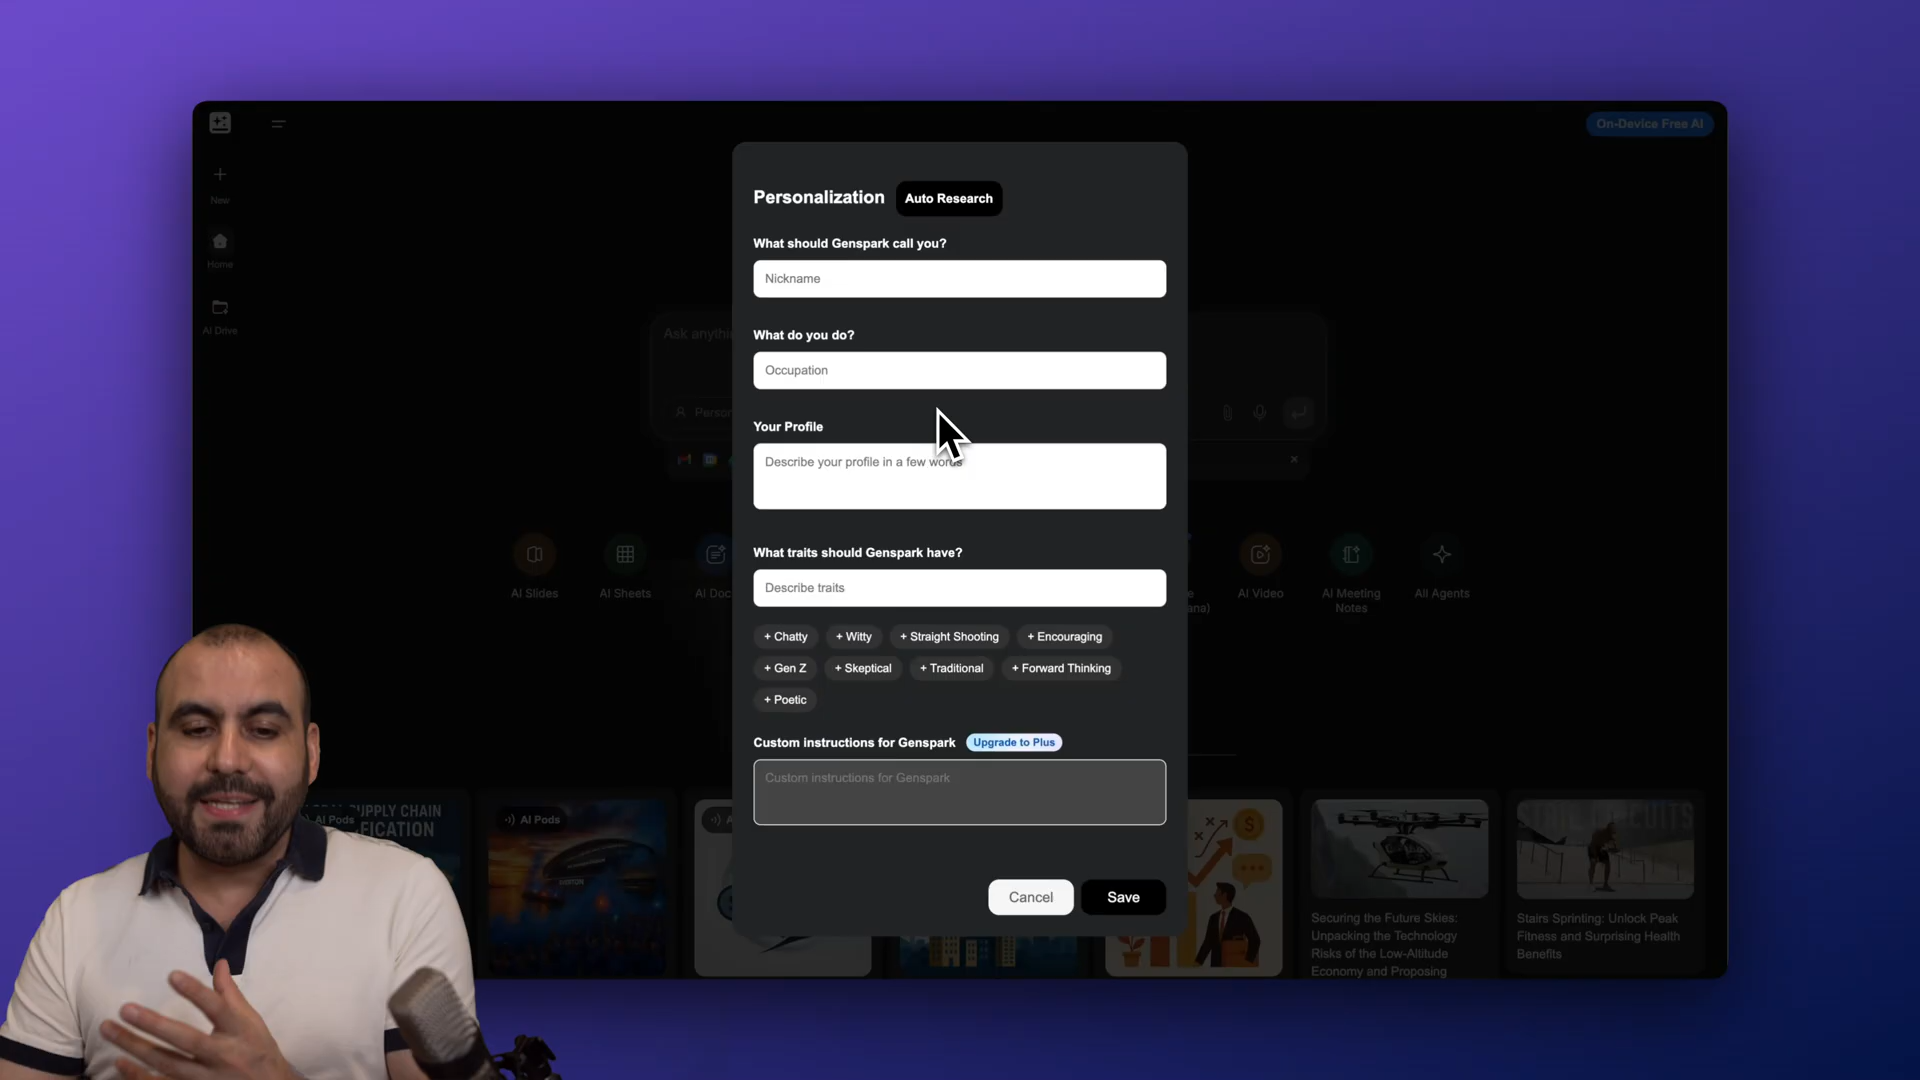 On-Device Free AI
New
Home
AI Drive
Personalization
Auto Research
What should Genspark call you?
Nickname
What do you do?
Occupation
Your Profile
Describe your profile in a few words
What traits should Genspark have?
Describe traits
+ Chatty
+ Witty
+ Straight Shooting
+ Encouraging
+ Gen Z
+ Skeptical
+ Traditional
+ Forward Thinking
+ Poetic
Custom instructions for Genspark
Upgrade to Plus
Custom instructions for Genspark
Cancel
Save
Ask
AI Slides
AI Sheets
AI Video
AI Meeting
Notes
All Agents
SUPPLY CHAIN
AI Pods
AI Pods
Securing the Future Skies:
Unpacking the Technology
Risks of the Low-Altitude
Economy and Proposing
Stairs Sprinting: Unlock Peak
Fitness and Surprising Health
Benefits